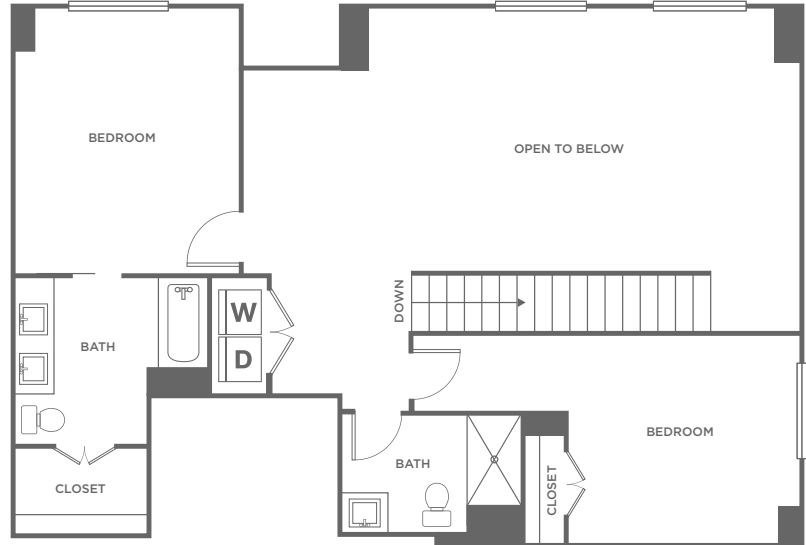 BEDROOM
OPEN TO BELOW
DOWN
W
D
BATH
BEDROOM
BATH
CLOSET
CLOSET